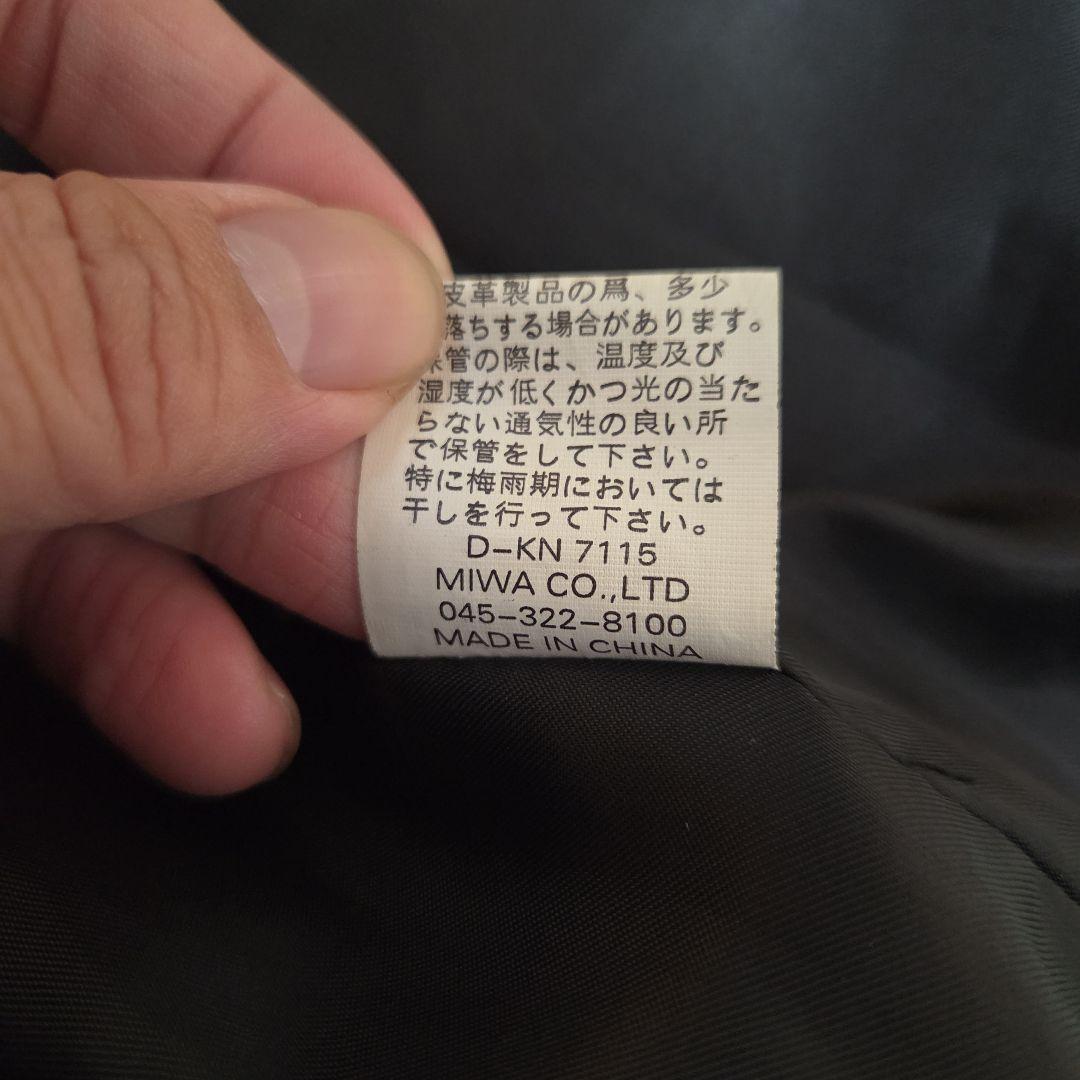 皮革製品の爲、多少
落ちする場合があります。
保管の際は、温度及び
湿度が低くかつ光の当た
らない通気性の良い所
で保管をして下さい。
特に梅雨期においては
干しを行って下さい。
D-KN 7115
MIWA CO.,LTD
045-322-8100
MADE IN CHINA